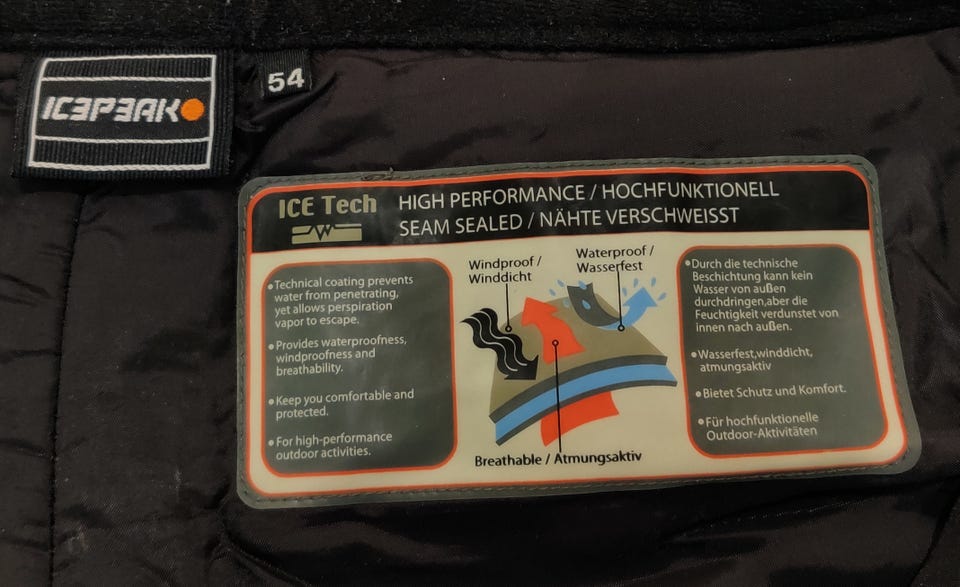 ICEPEAK
54
ICE Tech
HIGH PERFORMANCE / HOCHFUNKTIONELL
SEAM SEALED / NÄHTE VERSCHWEISST
•Technical coating prevents
water from penetrating,
yet allows perspiration
vapor to escape.
•Provides waterproofness,
windproofness and
breathability.
•Keep you comfortable and
protected.
•For high-performance
outdoor activities.
Windproof /
Winddicht
Waterproof /
Wasserfest
Breathable / Atmungsaktiv
•Durch die technische
Beschichtung kann kein
Wasser von außen
durchdringen,aber die
Feuchtigkeit verdunstet von
innen nach außen.
•Wasserfest,winddicht,
atmungsaktiv
•Bietet Schutz und Komfort.
•Für hochfunktionelle
Outdoor-Aktivitäten